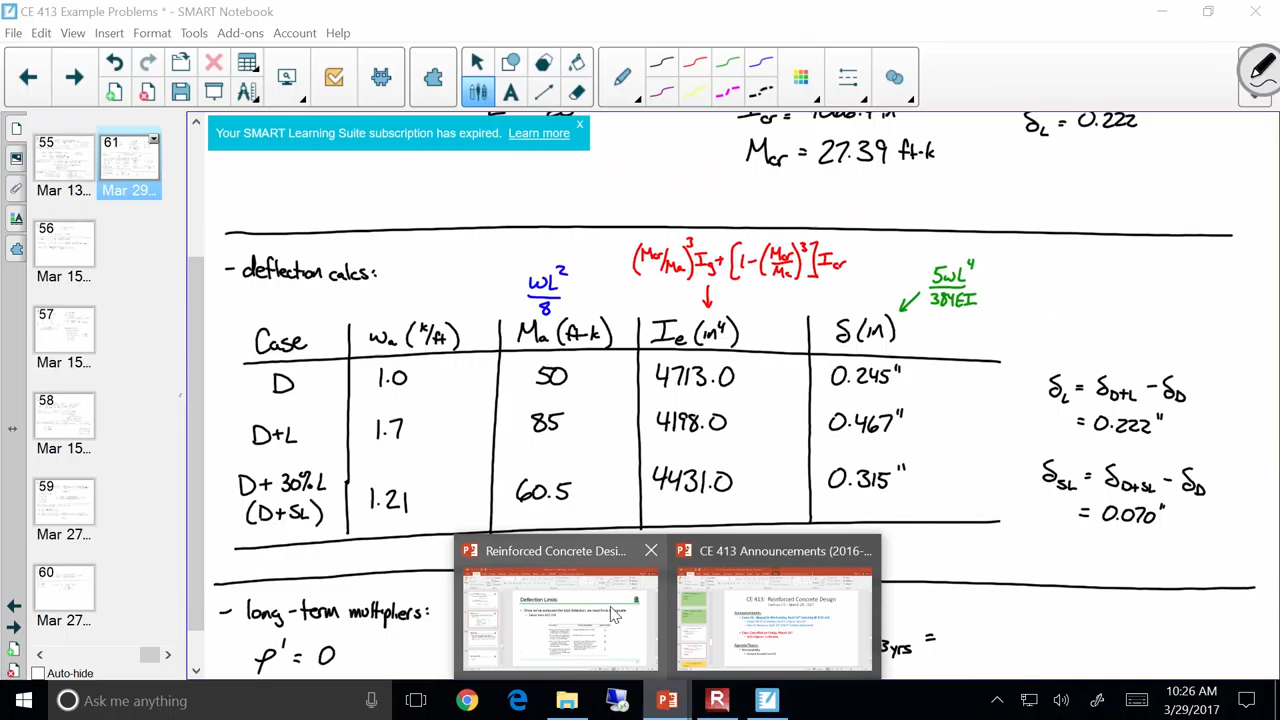 CE 413 Example Problems * - SMART Notebook
File Edit View Insert Format Tools Add-ons Account Help
Your SMART Learning Suite subscription has expired. Learn more
x
55
Mar 13...
61
Mar 29...
56
Mar 15...
57
Mar 15...
58
Mar 15...
59
Mar 27...
60
Mar 27...
Auto-hide
δL = 0.222
Mcr = 27.39 ft-k
- deflection calcs:
wL²/8
(Mcr/Ma)³Ig + [1-(Mcr/Ma)³]Icr
5wL⁴/384EI
Case wa (k/ft) Ma (ft-k) Ie (in⁴) δ (in)
D 1.0 50 4713.0 0.245"
D+L 1.7 85 4198.0 0.467"
D+30%L
(D+SL) 1.21 60.5 4431.0 0.315"
δL = δD+L - δD
= 0.222"
δSL = δD+SL - δD
= 0.070"
- long-term multipliers:
ρ' = 0
3yrs =
Reinforced Concrete Desi...
CE 413 Announcements (2016-...
Deflection Limits
CE 413: Reinforced Concrete Design
Ask me anything
10:26 AM
3/29/2017